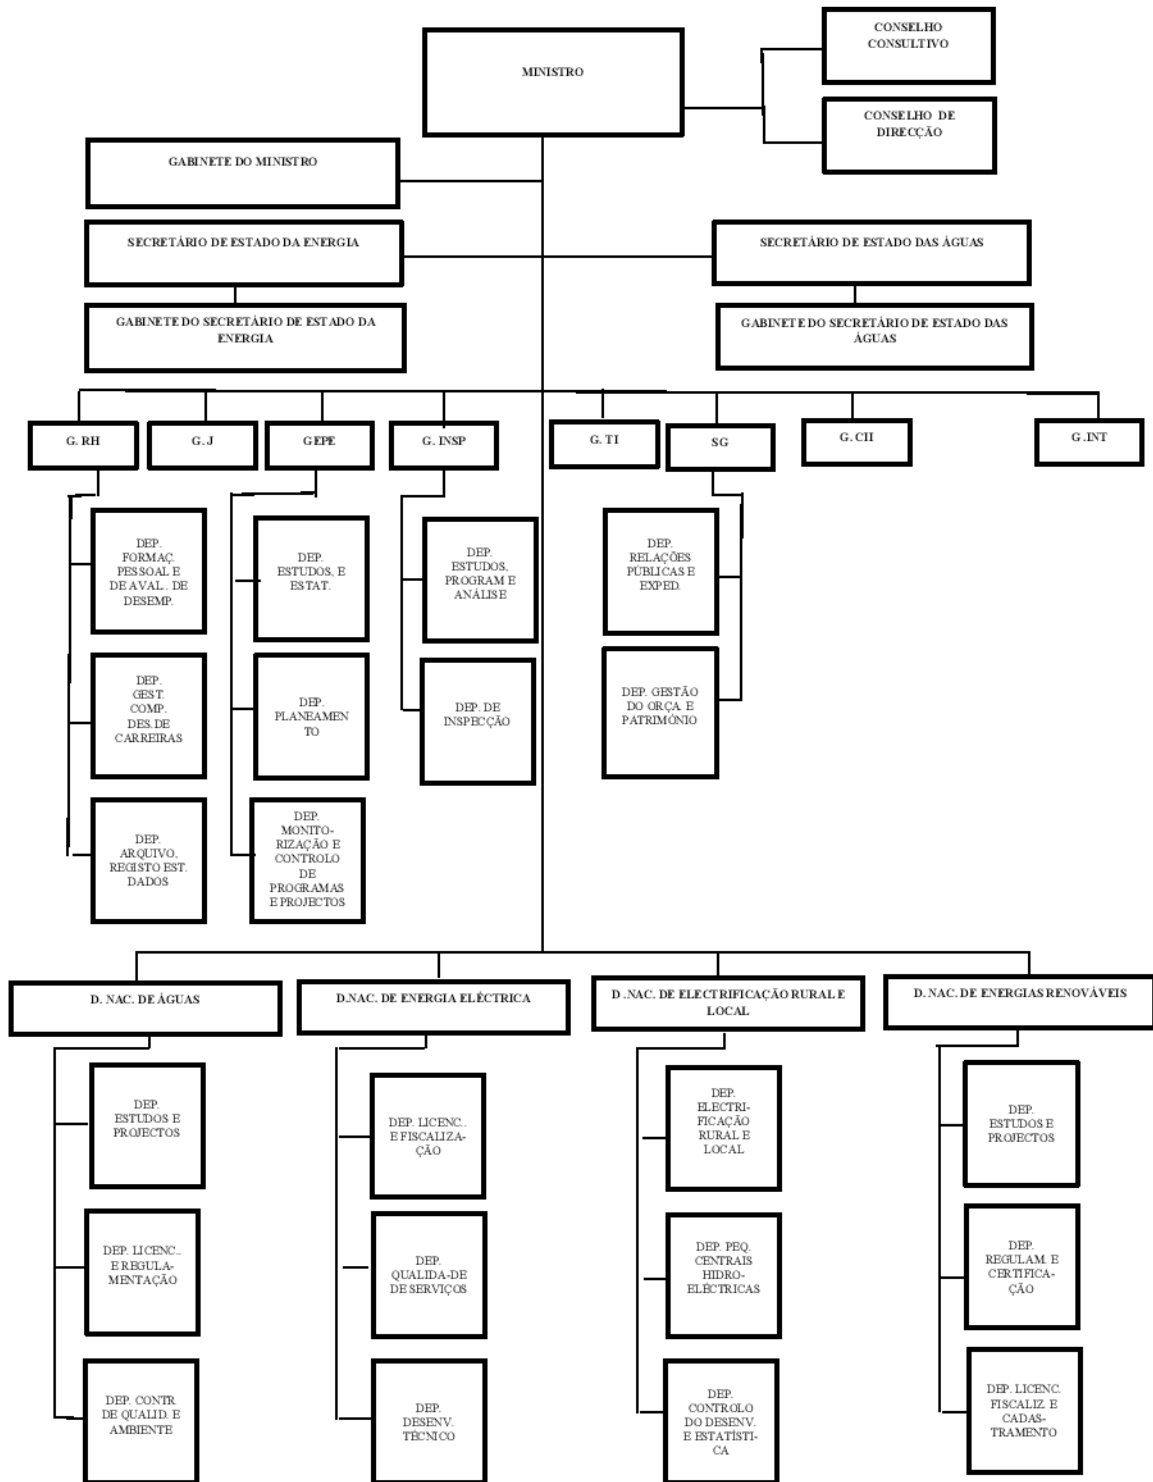 MINISTRO
CONSELHO
CONSULTIVO
CONSELHO DE
DIRECÇÃO
GABINETE DO MINISTRO
SECRETÁRIO DE ESTADO DA ENERGIA
SECRETÁRIO DE ESTADO DAS ÁGUAS
GABINETE DO SECRETÁRIO DE ESTADO DA
ENERGIA
GABINETE DO SECRETÁRIO DE ESTADO DAS
ÁGUAS
G. RH
G. J
GEPE
G. INSP
G. TI
SG
G. CII
G .INT
DEP.
FORMAÇ.
PESSOAL E
DE AVAL. DE
DESEMP.
DEP.
ESTUDOS, E
ESTAT.
DEP.
ESTUDOS,
PROGRAM E
ANÁLISE
DEP.
RELAÇÕES
PÚBLICAS E
EXPED.
DEP.
GEST.
COMP.
DES.DE
CARREIRAS
DEP.
PLANEAMEN
TO
DEP. DE
INSPECÇÃO
DEP. GESTÃO
DO ORÇA. E
PATRIMÓNIO
DEP.
ARQUIVO,
REGISTO EST.
DADOS
DEP.
MONITO-
RIZAÇÃO E
CONTROLO
DE
PROGRAMAS
E PROJECTOS
D. NAC. DE ÁGUAS
D.NAC. DE ENERGIA ELÉCTRICA
D .NAC. DE ELECTRIFICAÇÃO RURAL E
LOCAL
D. NAC. DE ENERGIAS RENOVÁVEIS
DEP.
ESTUDOS E
PROJECTOS
DEP. LICENC..
E FISCALIZA-
ÇÃO
DEP.
ELECTRI-
FICAÇÃO
RURAL E
LOCAL
DEP.
ESTUDOS E
PROJECTOS
DEP. LICENC..
E REGULA-
MENTAÇÃO
DEP.
QUALIDA-DE
DE SERVIÇOS
DEP. PEQ.
CENTRAIS
HIDRO-
ELÉCTRICAS
DEP.
REGULAM. E
CERTIFICA-
ÇÃO
DEP. CONTR
DE QUALID. E
AMBIENTE
DEP.
DESENV.
TÉCNICO
DEP.
CONTROLO
DO DESENV.
E ESTATÍSTI-
CA
DEP. LICENC.
FISCALIZ. E
CADAS-
TRAMENTO